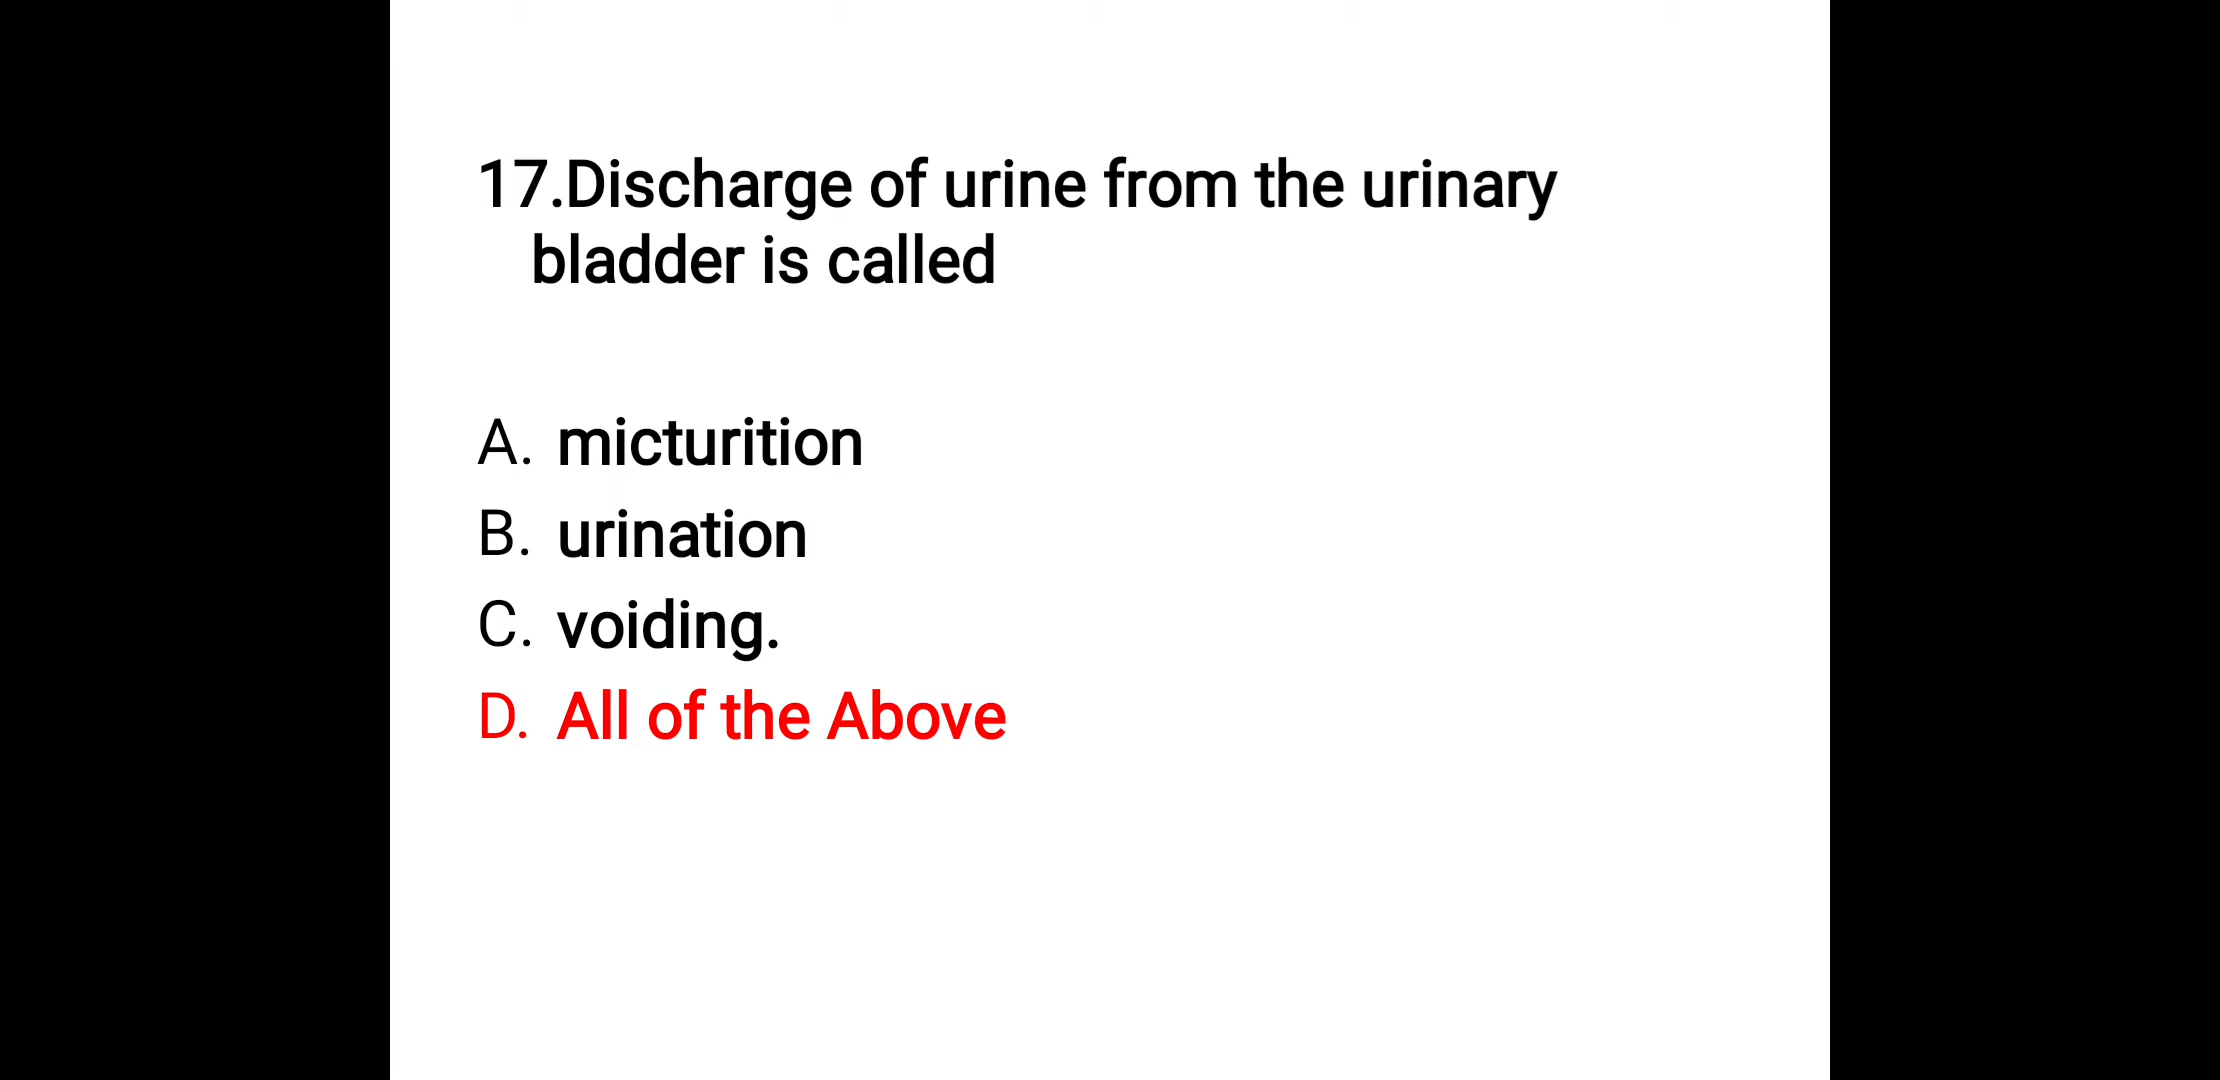 17.Discharge of urine from the urinary
bladder is called
A. micturition
B. urination
C. voiding.
D. All of the Above